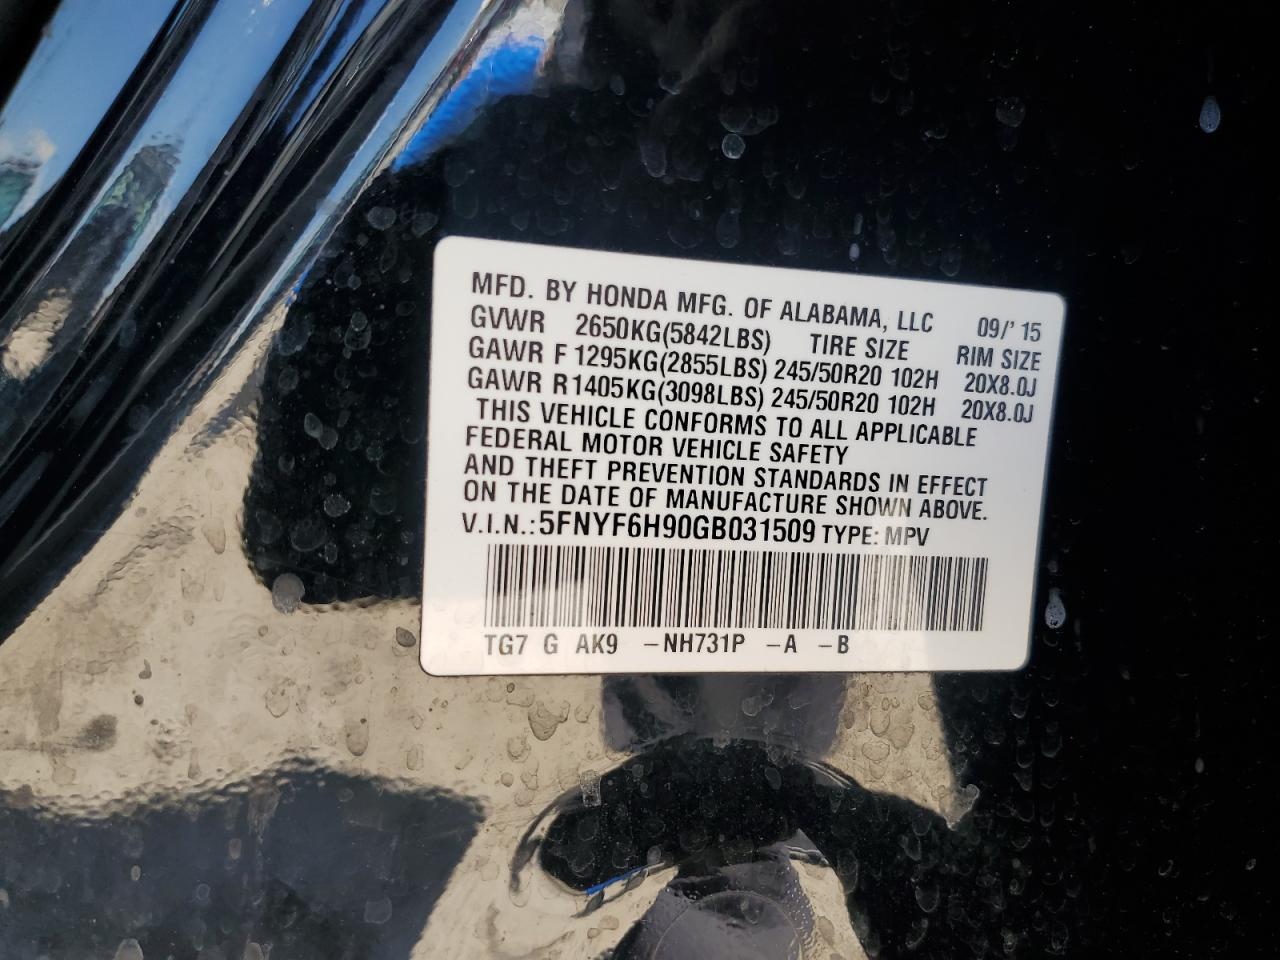 MFD. BY HONDA MFG. OF ALABAMA, LLC 09/' 15
GVWR 2650KG(5842LBS) TIRE SIZE RIM SIZE
GAWR F 1295KG(2855LBS) 245/50R20 102H 20X8.0J
GAWR R1405KG(3098LBS) 245/50R20 102H 20X8.0J
THIS VEHICLE CONFORMS TO ALL APPLICABLE
FEDERAL MOTOR VEHICLE SAFETY
AND THEFT PREVENTION STANDARDS IN EFFECT
ON THE DATE OF MANUFACTURE SHOWN ABOVE.
V.I.N.: 5FNYF6H90GB031509 TYPE: MPV
TG7 G AK9 -NH731P -A -B